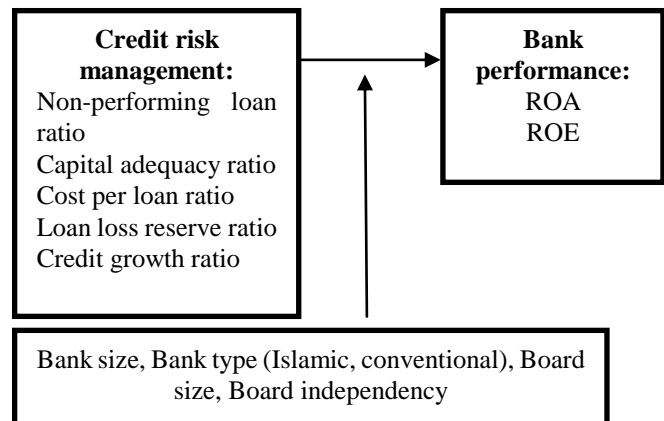 Credit risk
management:
Non-performing loan
ratio
Capital adequacy ratio
Cost per loan ratio
Loan loss reserve ratio
Credit growth ratio
Bank
performance:
ROA
ROE
Bank size, Bank type (Islamic, conventional), Board
size, Board independency